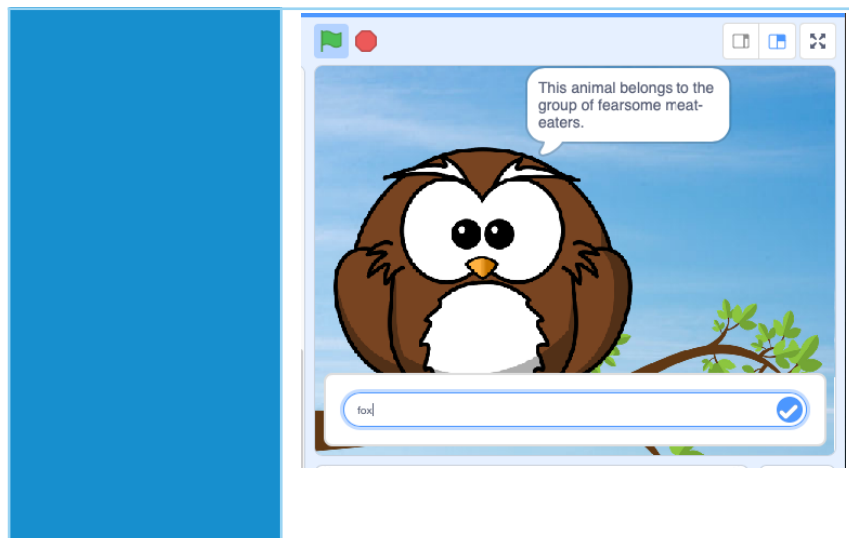 This animal belongs to the
group of fearsome meat-
eaters.
fox